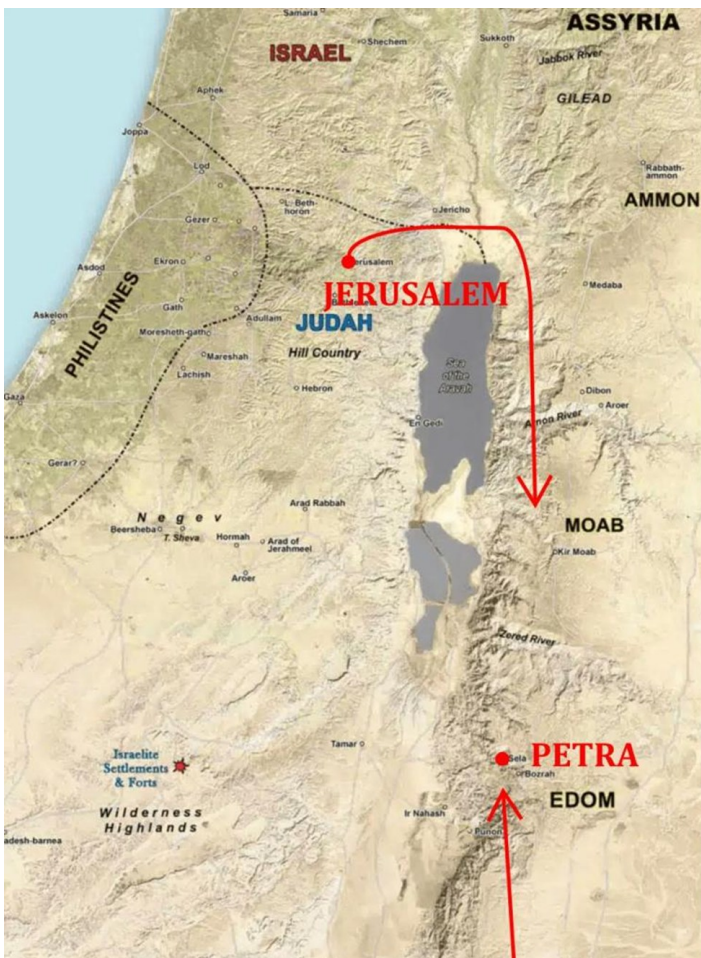 Samaria
ASSYRIA
Shechem
Sukkoth
ISRAEL
Jabbok River
Aphek
GILEAD
Joppa
Lod
Rabbath-
ammon
AMMON
L. Beth-
horon
Jericho
Gezer
Ekron
Jerusalem
Asdod
JERUSALEM
Medaba
Gath
Askelon
Adullam
JUDAH
PHILISTINES
Moresheth-gath
Hill Country
Mareshah
Sea
of the
Aravah
Lachish
Hebron
Dibon
Gaza
Aroer
En Gedi
Arnon River
Gerar?
Arad Rabbah
Negev
MOAB
Beersheba
T. Sheva
Hormah
Arad of
Jerahmeel
Kir Moab
Aroer
Zered River
Tamar
Israelite
Settlements
& Forts
Sela
PETRA
Bozrah
EDOM
Wilderness
Highlands
Ir Nahash
Punon
adesh-barnea